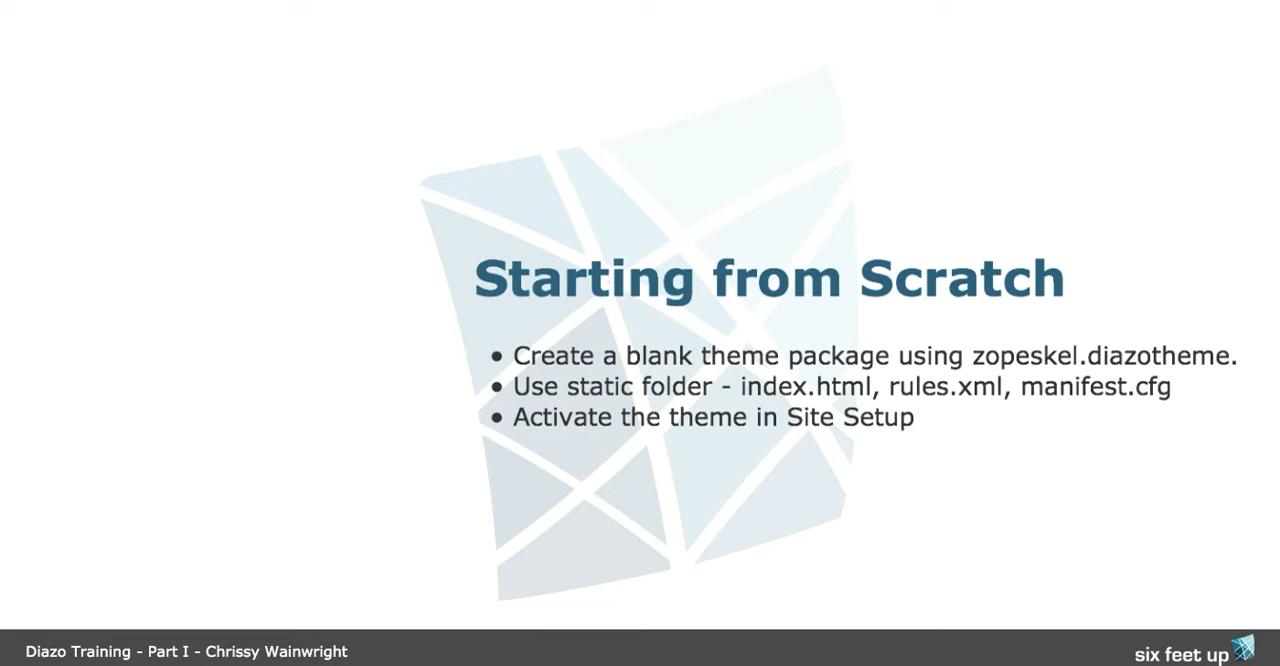 Starting from Scratch
• Create a blank theme package using zopeskel.diazotheme.
• Use static folder - index.html, rules.xml, manifest.cfg
• Activate the theme in Site Setup
Diazo Training - Part I - Chrissy Wainwright
six feet up